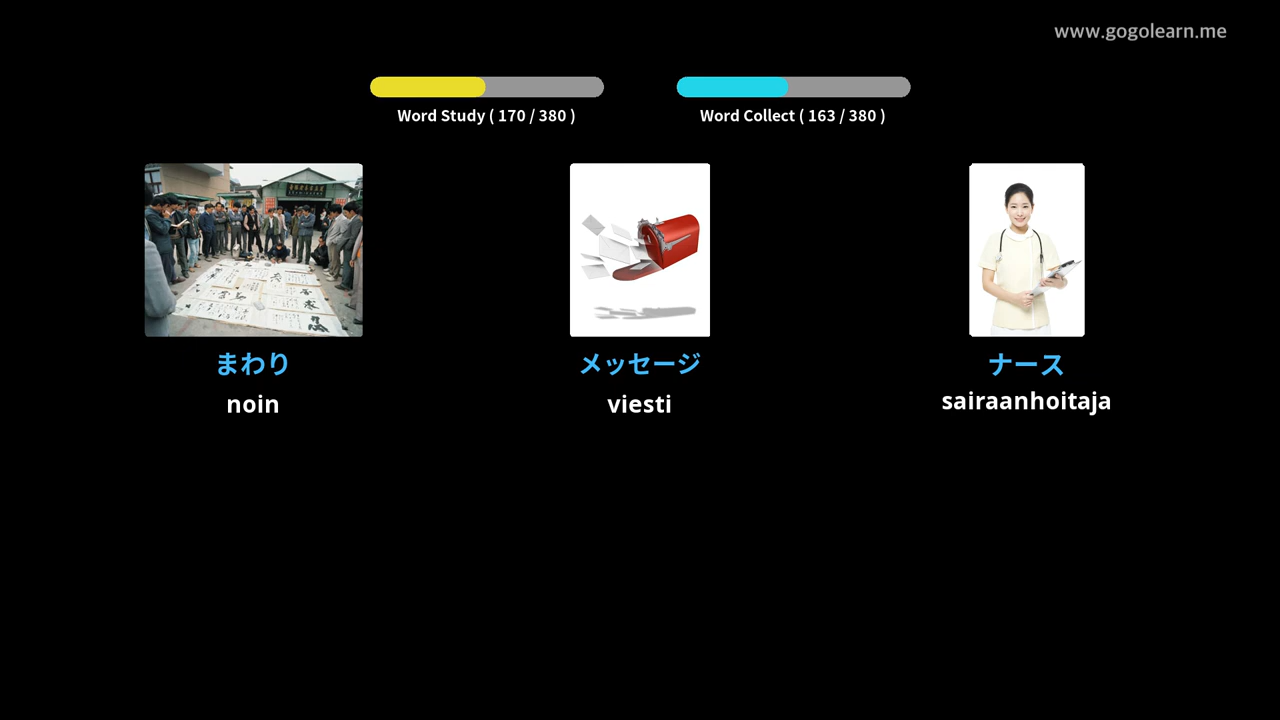 www.gogolearn.me
Word Study ( 170 / 380 )
Word Collect ( 163 / 380 )
まわり
メッセージ
ナース
noin
viesti
sairaanhoitaja